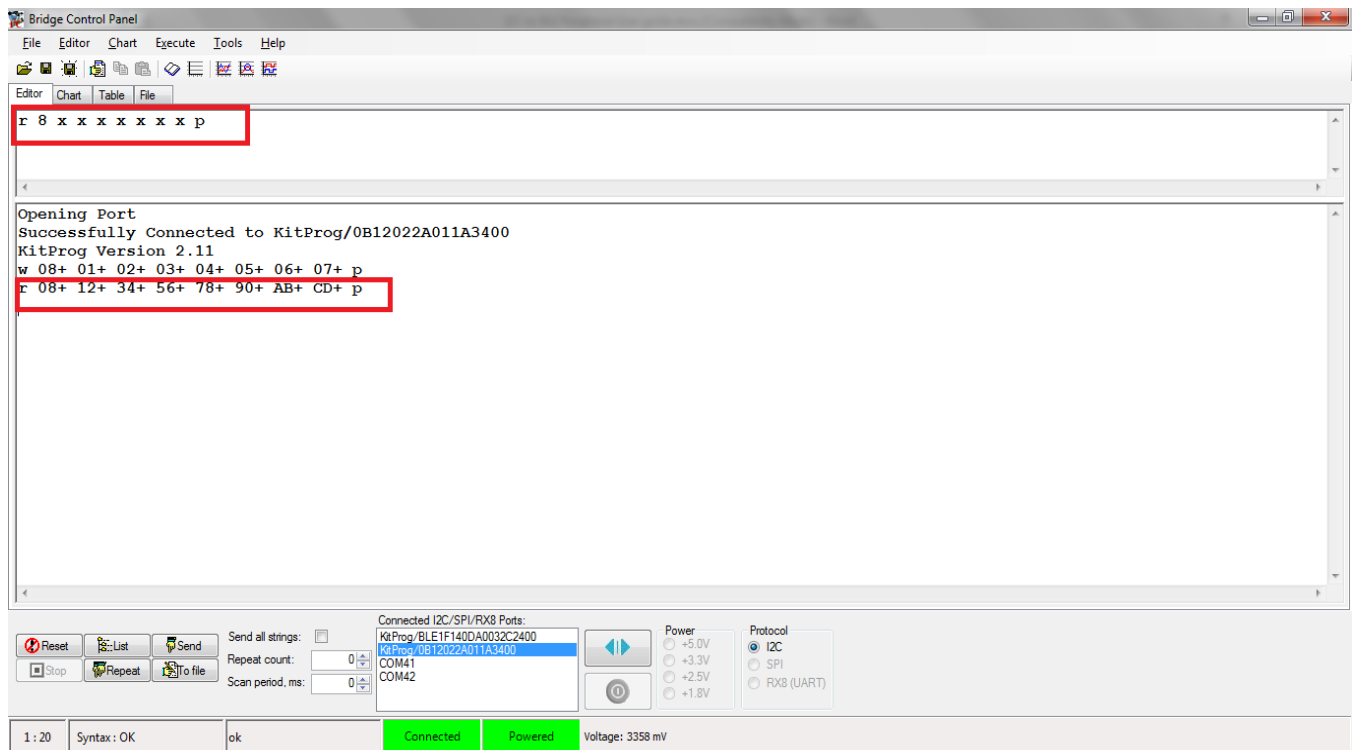 Bridge Control Panel
File Editor Chart Execute Tools Help
Editor Chart Table File
r 8 x x x x x x x p
Opening Port
Successfully Connected to KitProg/0B12022A011A3400
KitProg Version 2.11
w 08+ 01+ 02+ 03+ 04+ 05+ 06+ 07+ p
r 08+ 12+ 34+ 56+ 78+ 90+ AB+ CD+ p
Reset List Send
Stop Repeat To file
Send all strings:
Repeat count: 0
Scan period, ms: 0
Connected I2C/SPI/RX8 Ports:
KitProg/BLE1F140DA0032C2400
KitProg/0B12022A011A3400
COM41
COM42
Power
+5.0V
+3.3V
+2.5V
+1.8V
Protocol
I2C
SPI
RX8 (UART)
1 : 20 Syntax : OK ok Connected Powered Voltage: 3358 mV